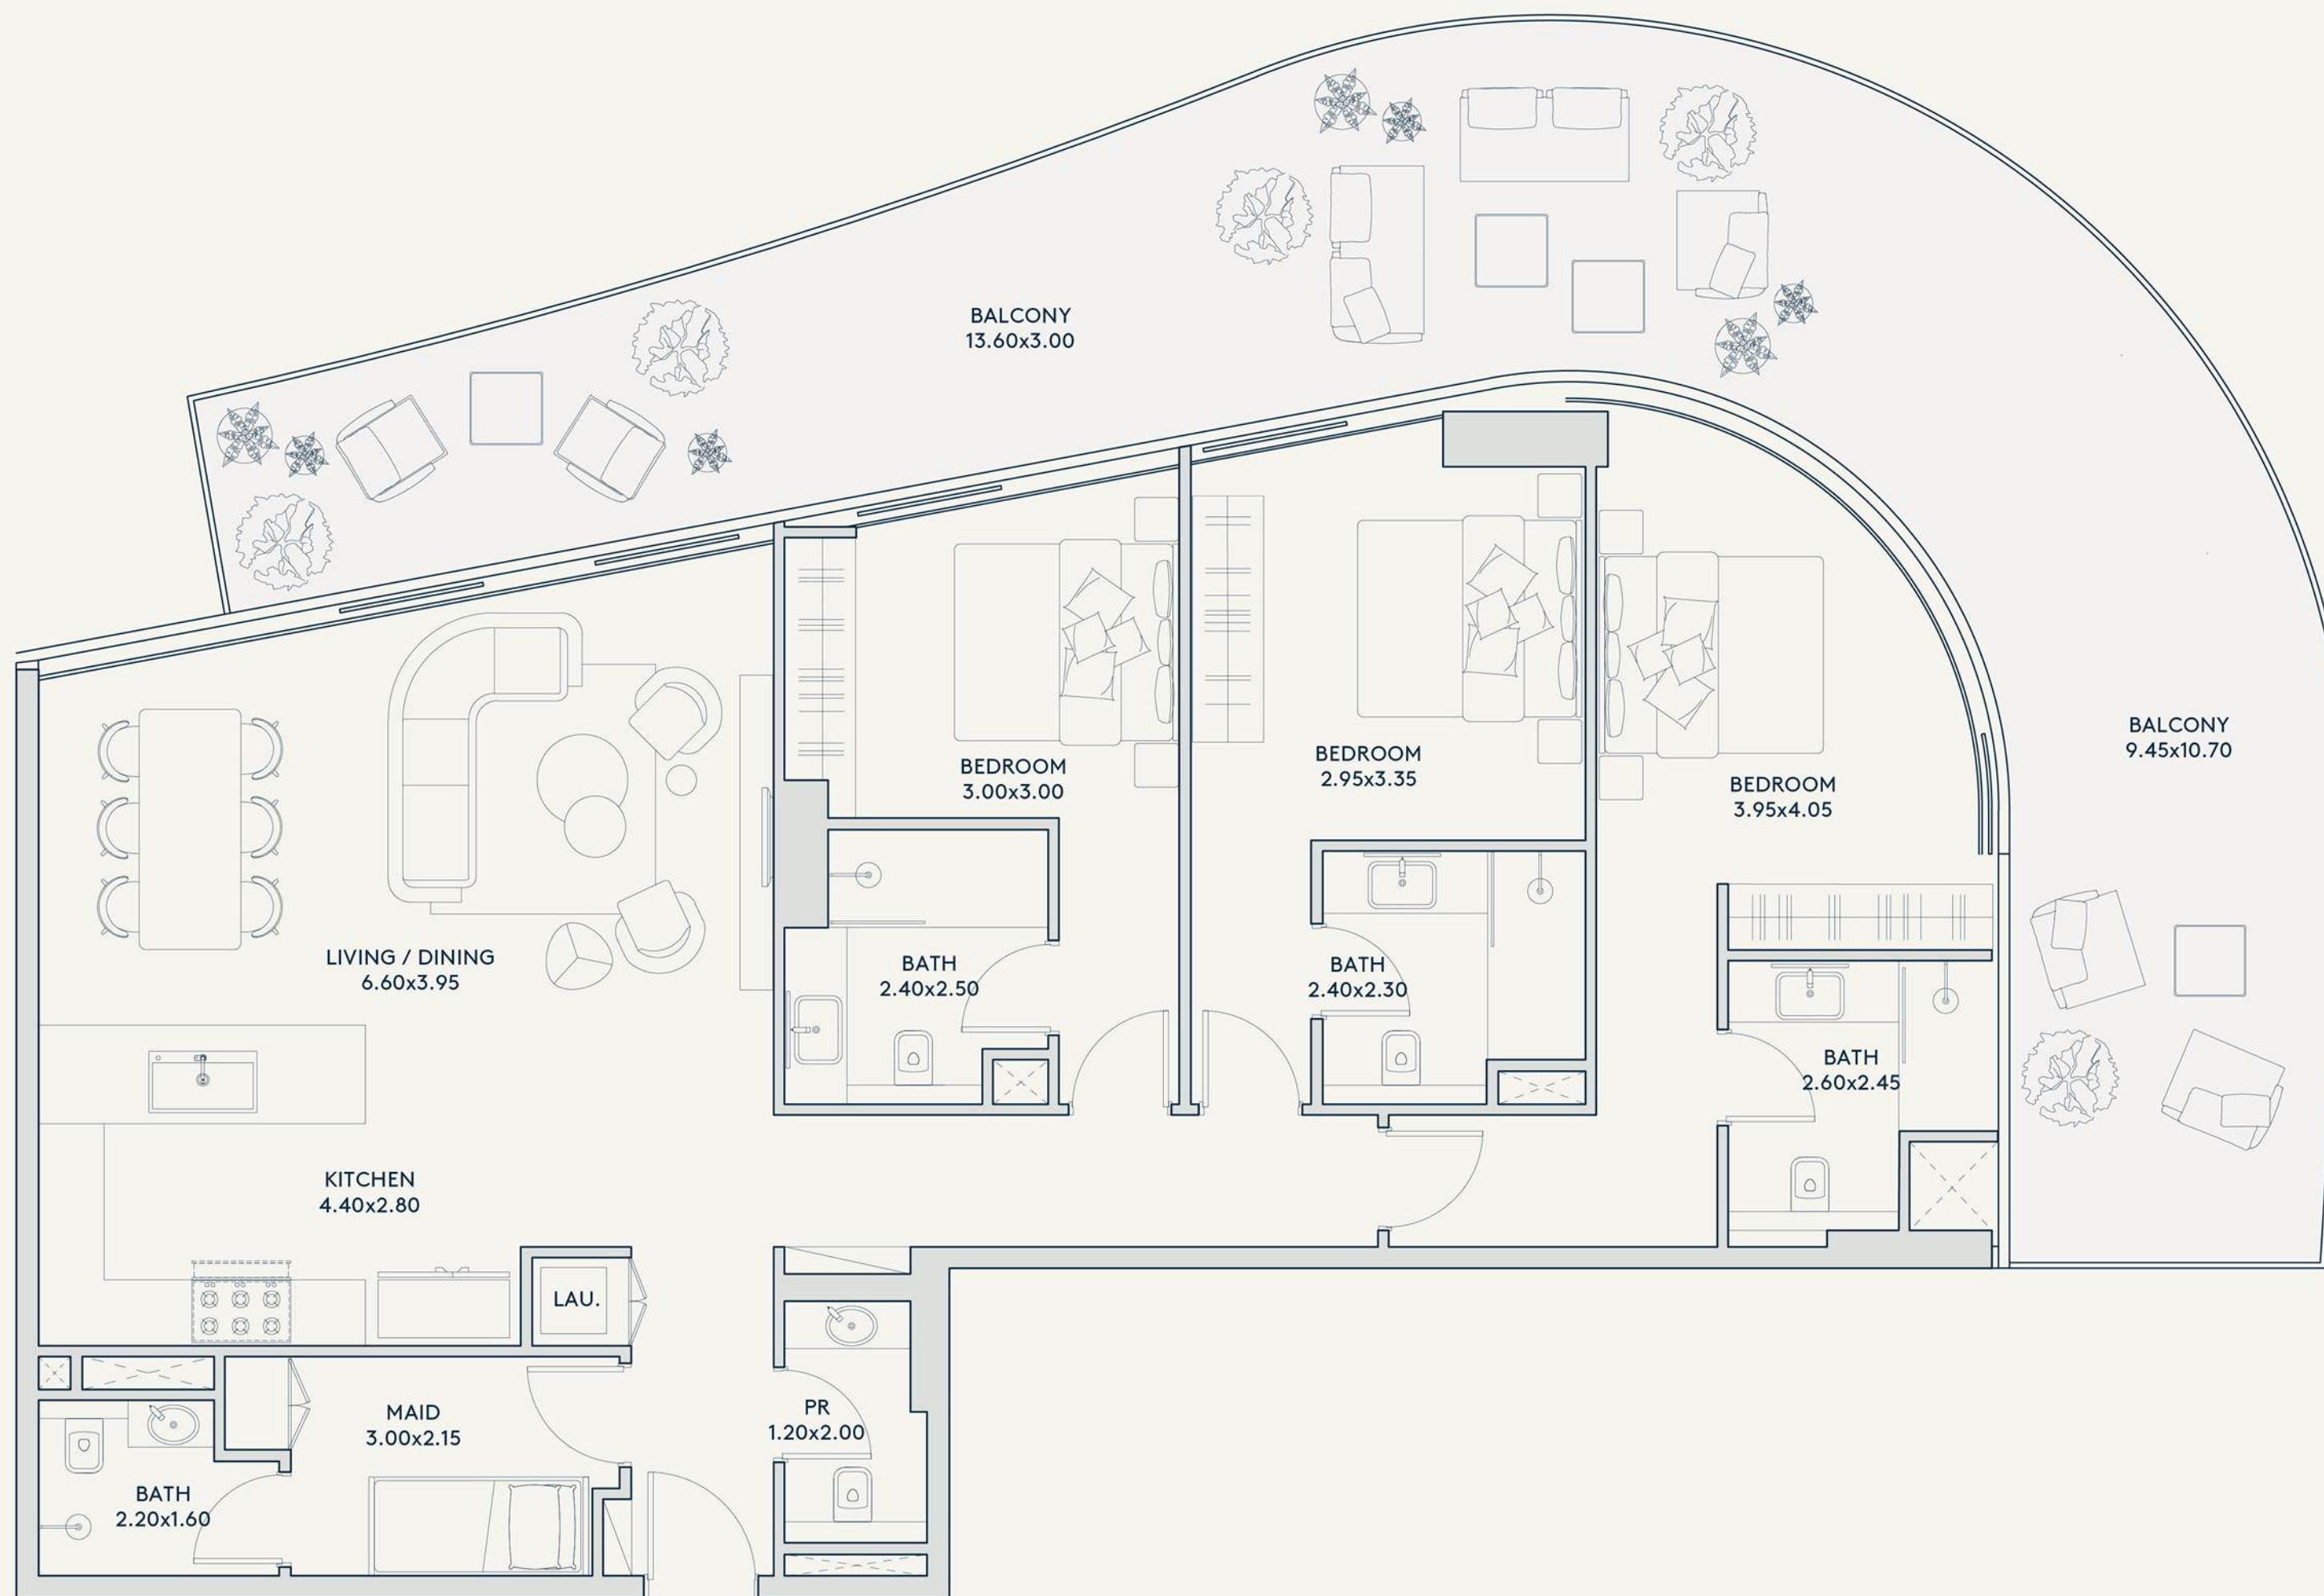 BALCONY
13.60x3.00
BALCONY
9.45x10.70
BEDROOM
3.00x3.00
BEDROOM
2.95x3.35
BEDROOM
3.95x4.05
LIVING / DINING
6.60x3.95
BATH
2.40x2.50
BATH
2.40x2.30
BATH
2.60x2.45
KITCHEN
4.40x2.80
LAU.
MAID
3.00x2.15
PR
1.20x2.00
BATH
2.20x1.60